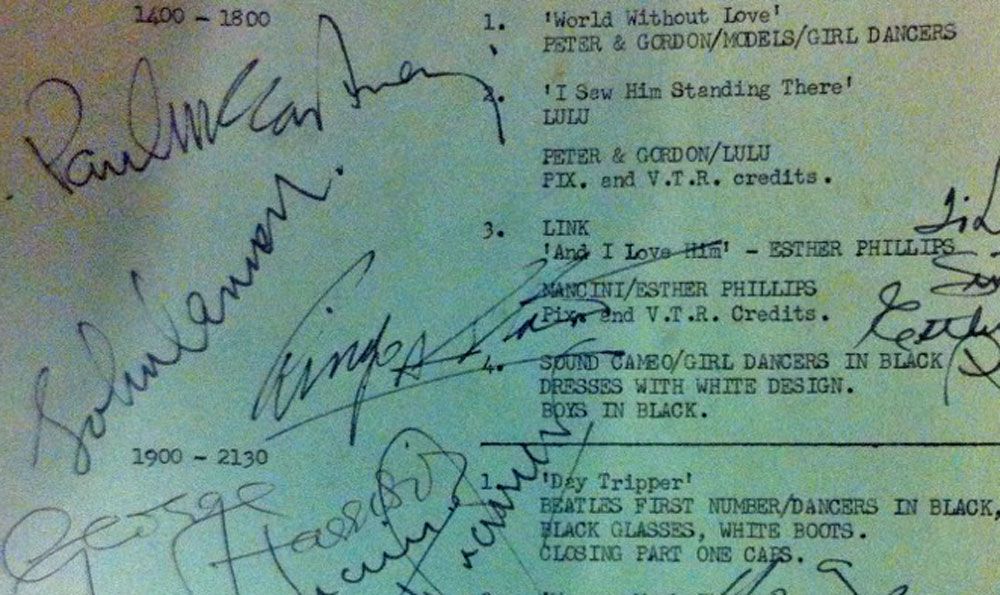 1400 - 1800
1. 'World Without Love'
PETER & GORDON/MODELS/GIRL DANCERS
Paul McCartney
2. 'I Saw Him Standing There'
LULU
PETER & GORDON/LULU
PIX. and V.T.R. credits.
John Lennon
3. LINK
'And I Love Him' - ESTHER PHILLIPS
MANCINI/ESTHER PHILLIPS
Pix. and V.T.R. Credits.
Ringo Starr
4. SOUND CAMEO/GIRL DANCERS IN BLACK
DRESSES WITH WHITE DESIGN.
BOYS IN BLACK.
1900 - 2130
George Harrison
1. 'Day Tripper'
BEATLES FIRST NUMBER/DANCERS IN BLACK,
BLACK GLASSES, WHITE BOOTS.
CLOSING PART ONE CAPS.